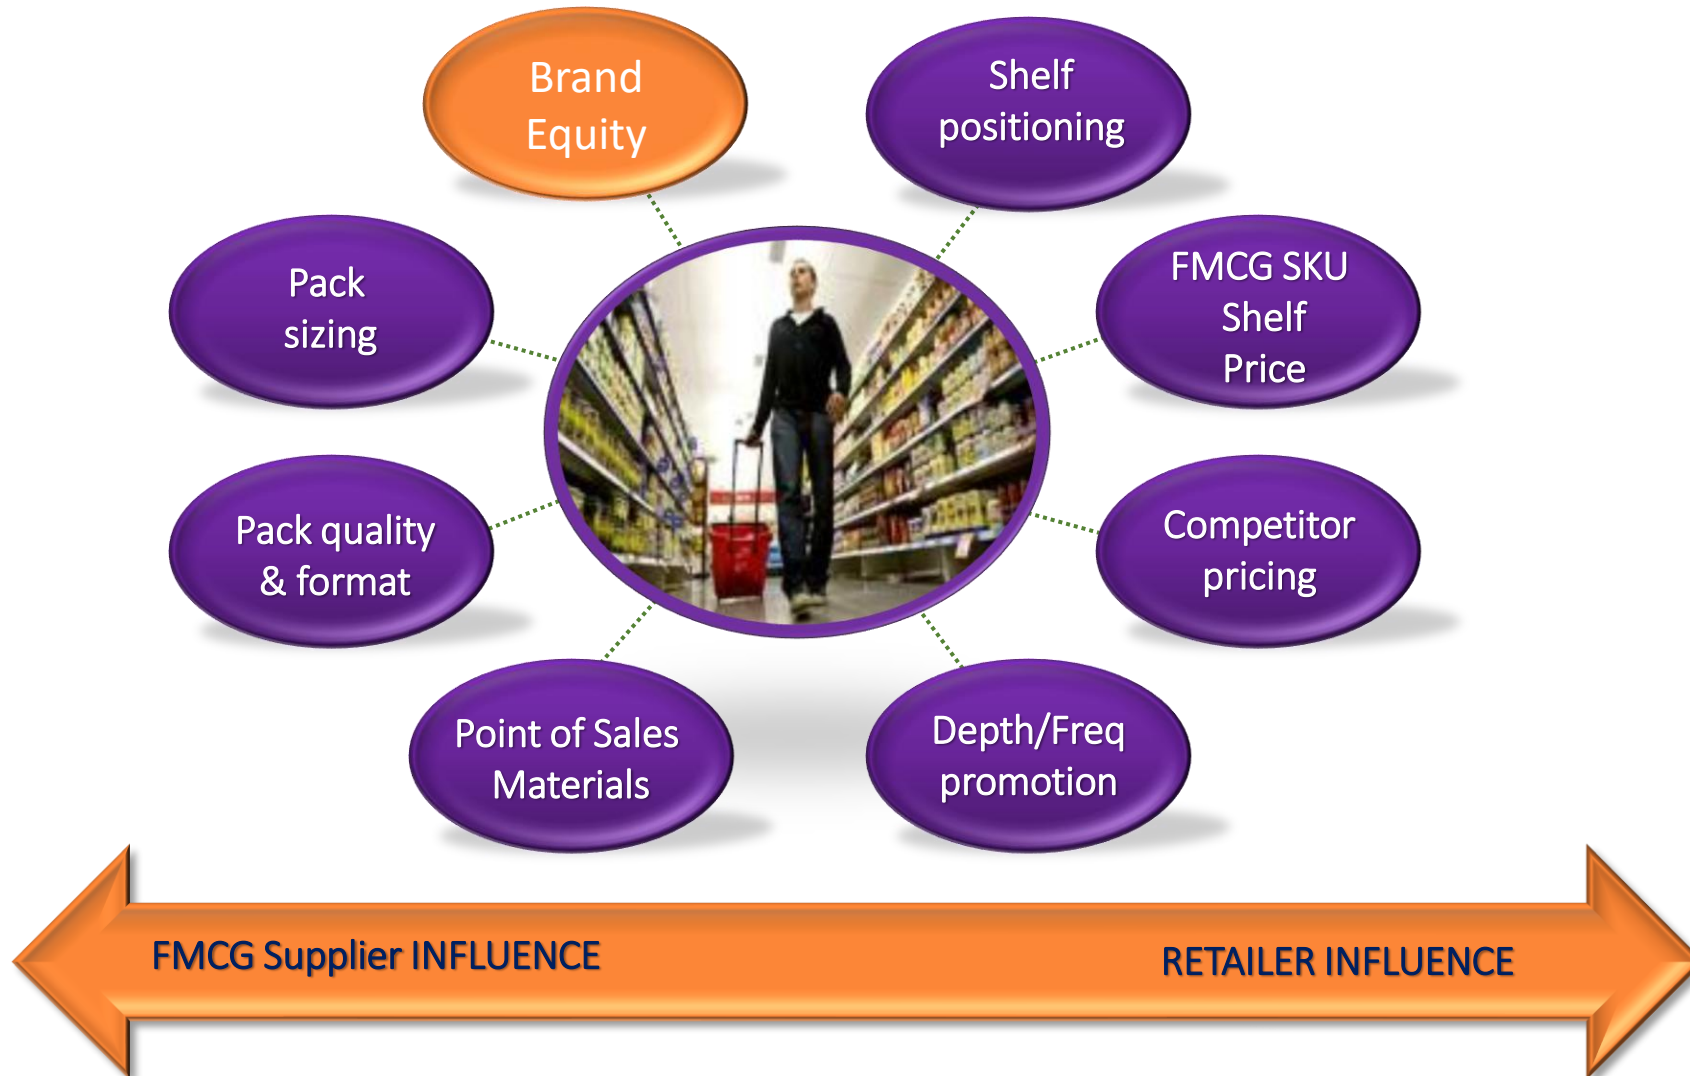 Brand
Equity
Shelf
positioning
Pack
sizing
FMCG SKU
Shelf
Price
Pack quality
& format
Competitor
pricing
Point of Sales
Materials
Depth/Freq
promotion
FMCG Supplier INFLUENCE
RETAILER INFLUENCE